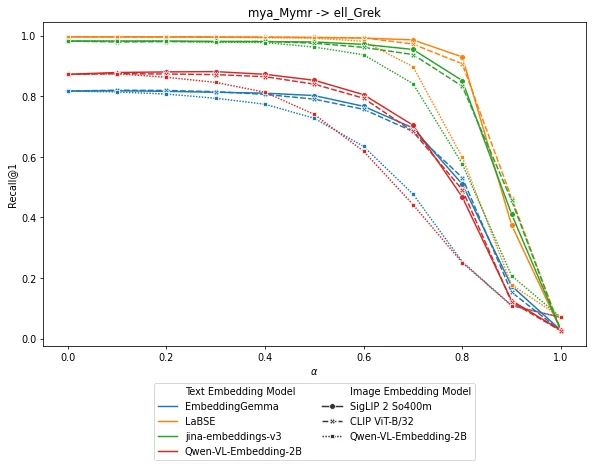 mya_Mymr -> ell_Grek
Recall@1
1.0
0.8
0.6
0.4
0.2
0.0
0.0 0.2 0.4 0.6 0.8 1.0
α
Text Embedding Model Image Embedding Model
EmbeddingGemma SigLIP 2 So400m
LaBSE CLIP ViT-B/32
jina-embeddings-v3 Qwen-VL-Embedding-2B
Qwen-VL-Embedding-2B